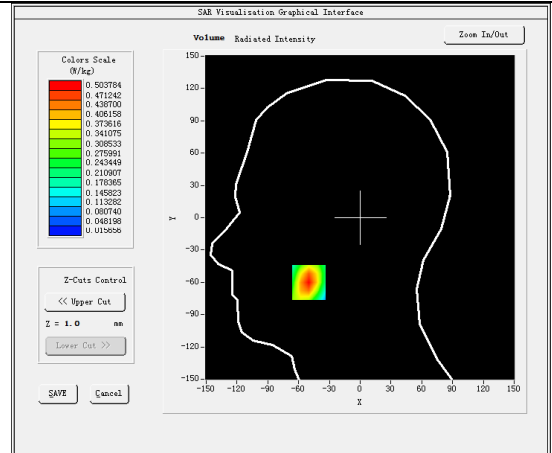 SAR Visualisation Graphical Interface
Volume Radiated Intensity
Zoom In/Out
Colors Scale
(W/kg)
0.503784
0.471242
0.438700
0.406158
0.373616
0.341075
0.308533
0.275991
0.243449
0.210907
0.178365
0.145823
0.113282
0.080740
0.048198
0.015656
Z-Cuts Control
<< Upper Cut
Z = 1.0 mm
Lower Cut >>
SAVE Cancel
150
120
90
60
30
0
-30
-60
-90
-120
-150
Y
-150 -120 -90 -60 -30 0 30 60 90 120 150
X